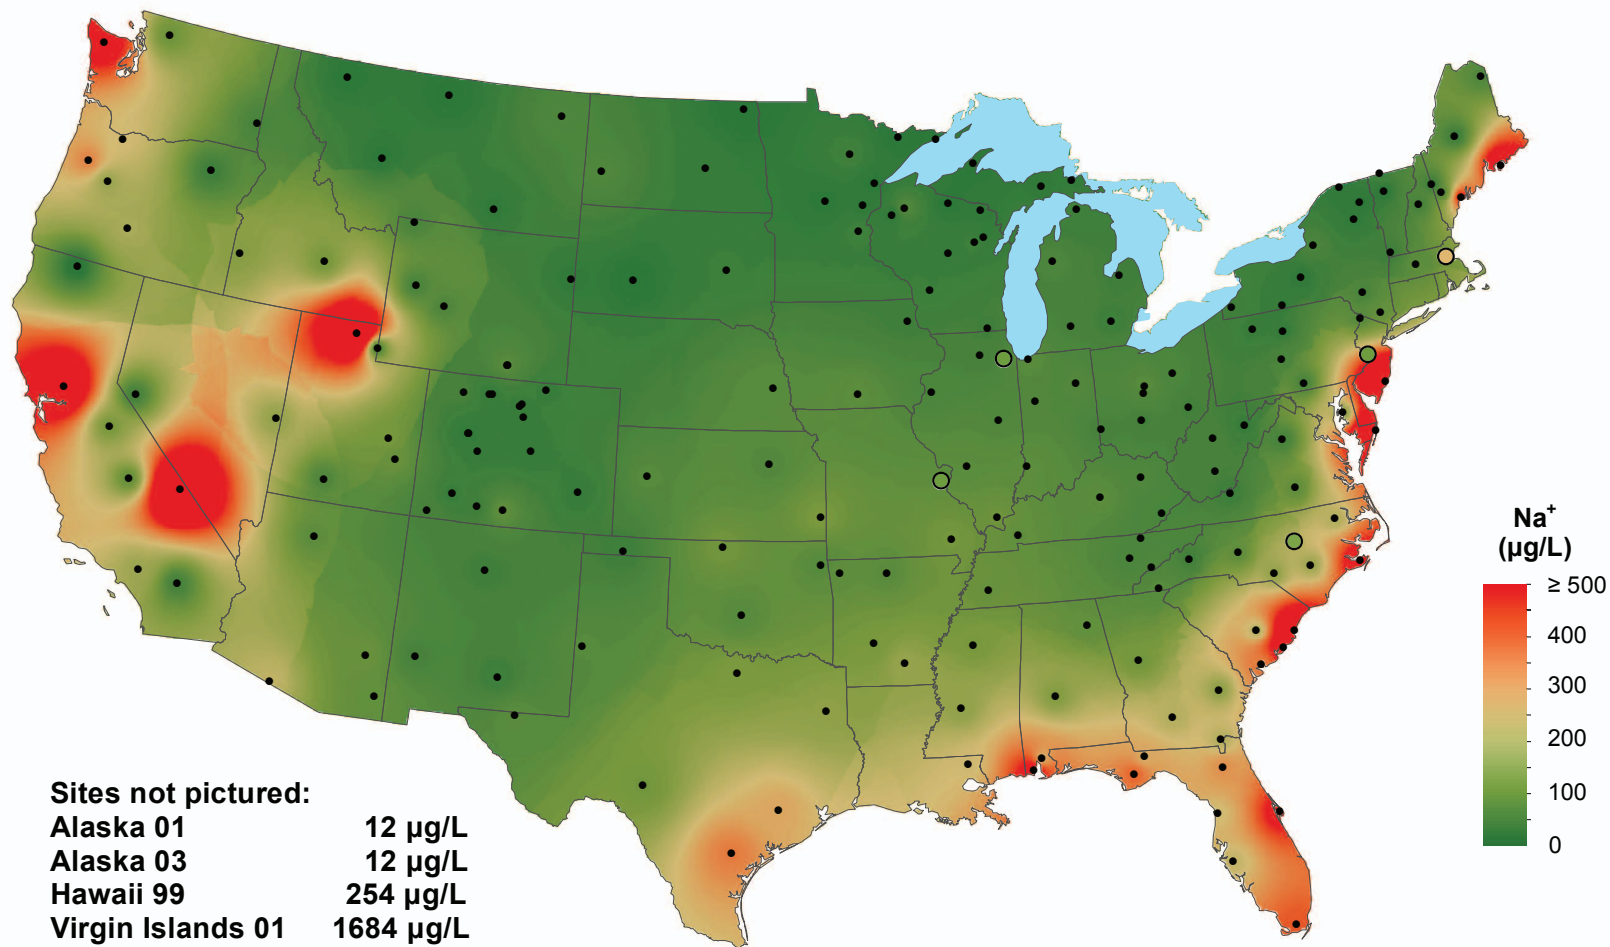 Na+
(µg/L)
≥ 500
400
300
200
100
0
Sites not pictured:
Alaska 01 12 µg/L
Alaska 03 12 µg/L
Hawaii 99 254 µg/L
Virgin Islands 01 1684 µg/L